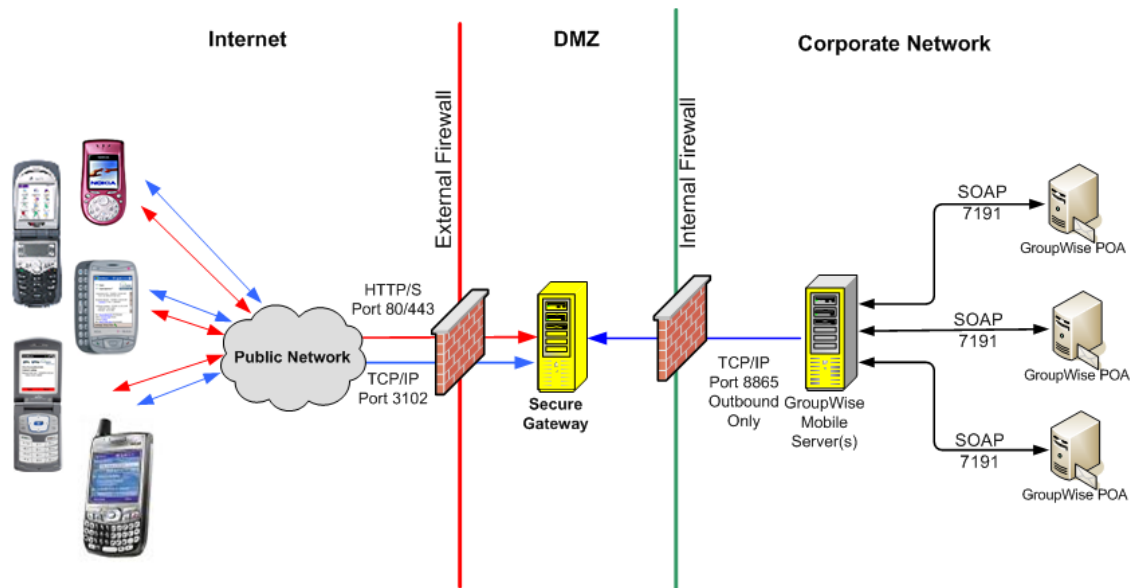 Internet
DMZ
Corporate Network
External Firewall
Internal Firewall
NOKIA
HTTP/S
Port 80/443
Public Network
TCP/IP
Port 3102
Secure
Gateway
TCP/IP
Port 8865
Outbound
Only
GroupWise
Mobile
Server(s)
SOAP
7191
GroupWise POA
SOAP
7191
GroupWise POA
SOAP
7191
GroupWise POA